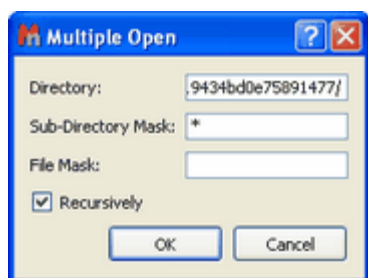 Multiple Open
Directory: .9434bd0e75891477/
Sub-Directory Mask: *
File Mask:
Recursively
OK Cancel